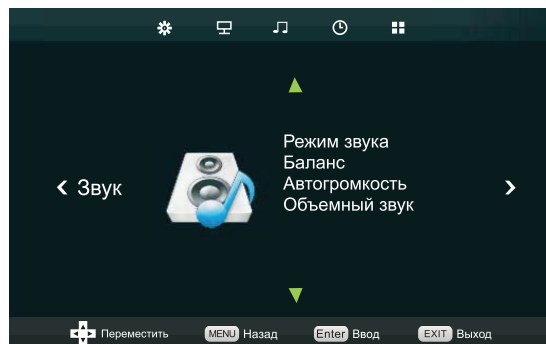 Режим звука
Баланс
Звук
Автогромкость
Объемный звук
Переместить MENU Назад Enter Ввод EXIT Выход